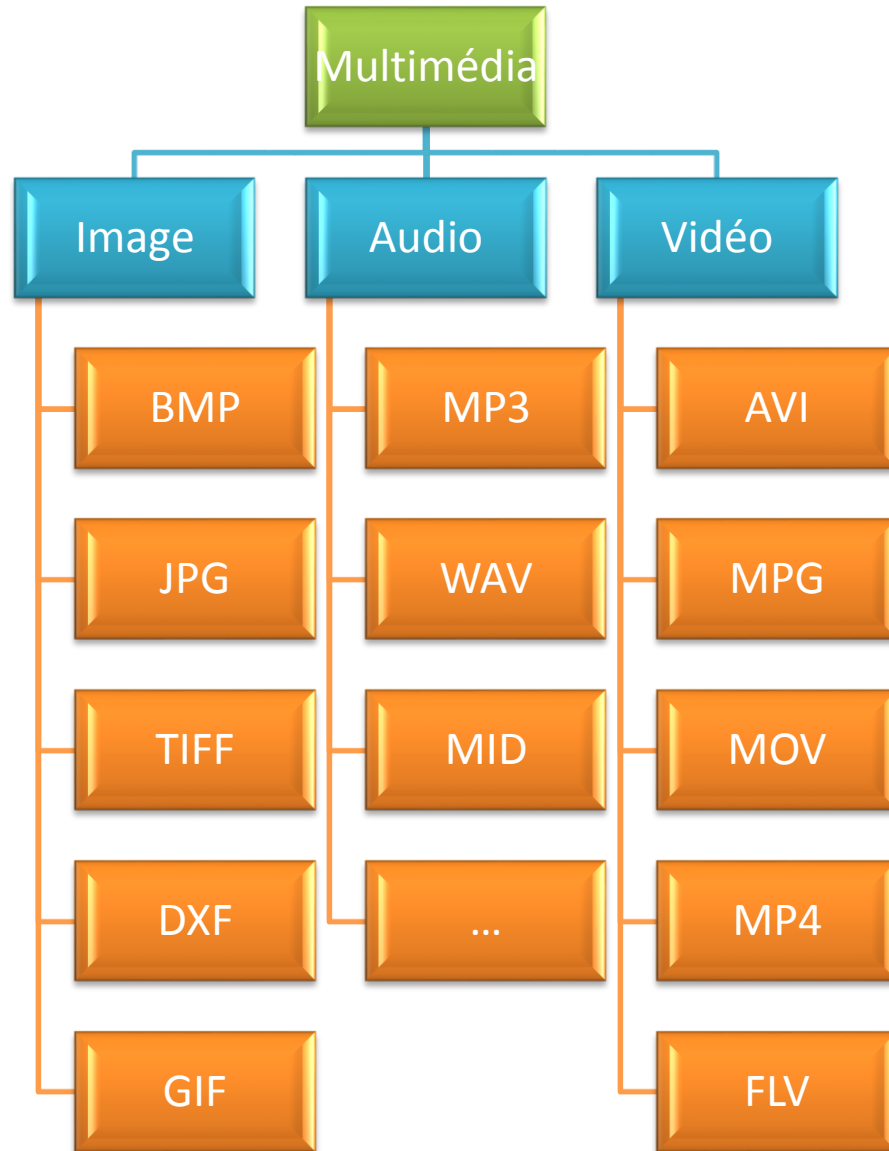 Multimédia
Image
Audio
Vidéo
BMP
MP3
AVI
JPG
WAV
MPG
TIFF
MID
MOV
DXF
...
MP4
GIF
FLV